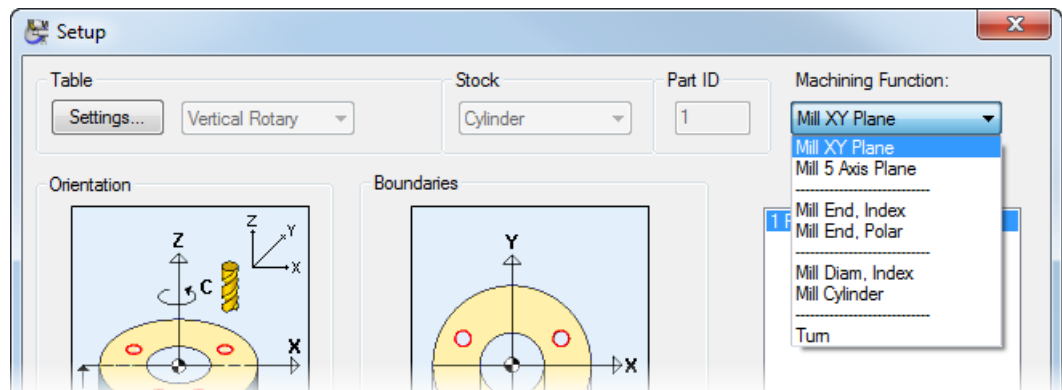 Setup
Table
Stock
Part ID
Machining Function:
Settings...
Vertical Rotary
Cylinder
1
Mill XY Plane
Mill XY Plane
Mill 5 Axis Plane
Mill End, Index
Mill End, Polar
Mill Diam, Index
Mill Cylinder
Turn
Orientation
Boundaries
Z
Z
Y
X
C
X
Y
X